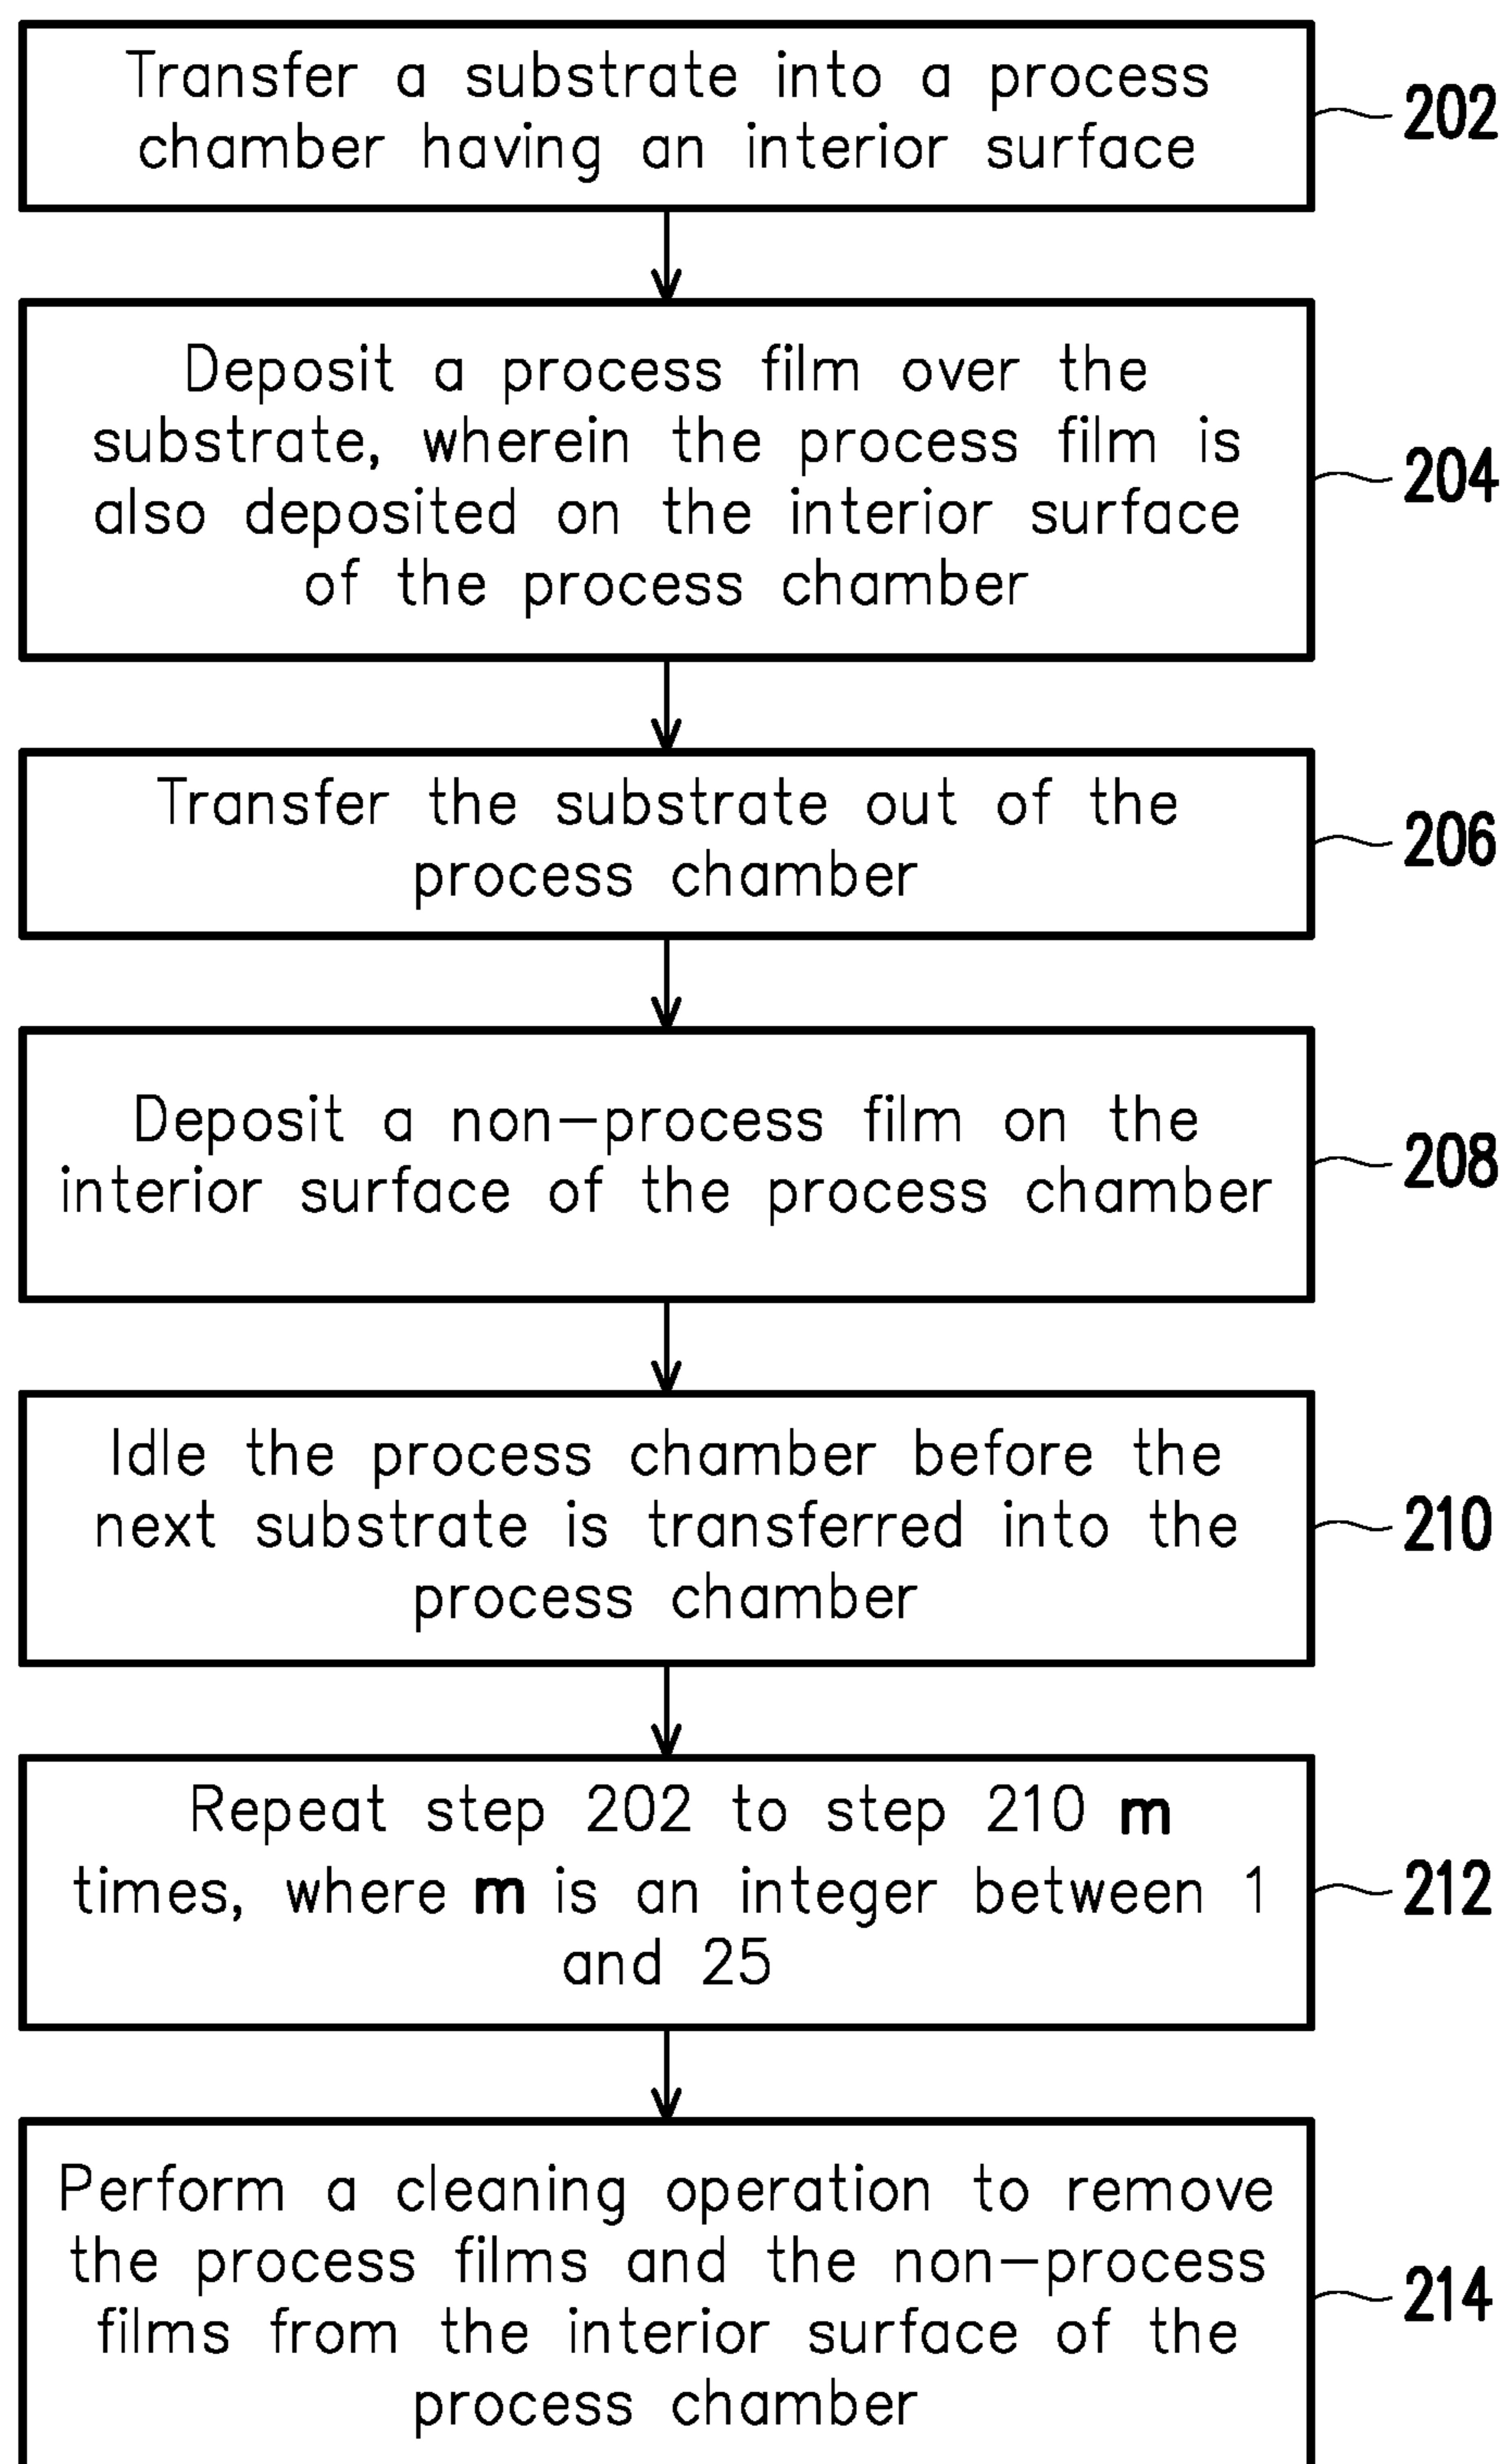 Transfer a substrate into a process
chamber having an interior surface
202
Deposit a process film over the
substrate, wherein the process film is
also deposited on the interior surface
of the process chamber
204
Transfer the substrate out of the
process chamber
206
Deposit a non-process film on the
interior surface of the process chamber
208
Idle the process chamber before the
next substrate is transferred into the
process chamber
210
Repeat step 202 to step 210 m
times, where m is an integer between 1
and 25
212
Perform a cleaning operation to remove
the process films and the non-process
films from the interior surface of the
process chamber
214